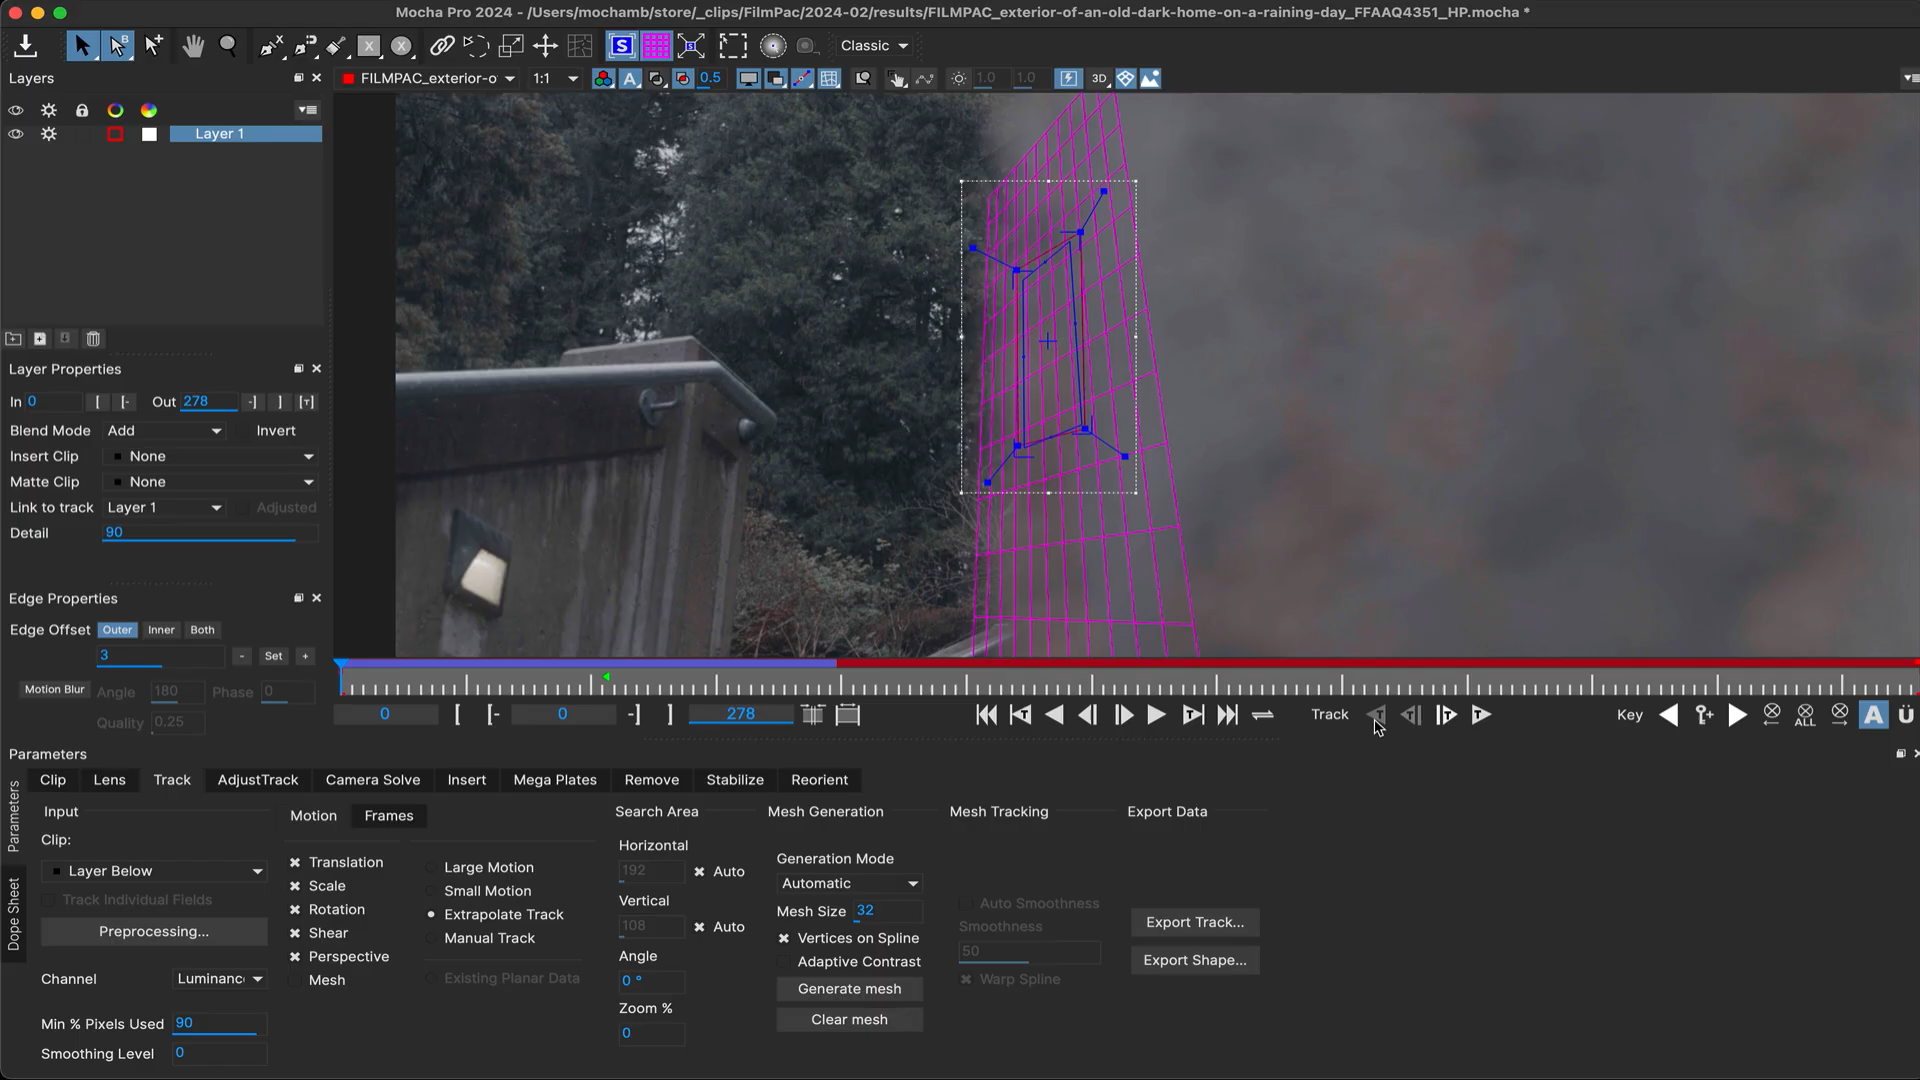 Mocha Pro 2024 - /Users/mochamb/store/_clips/FilmPac/2024-02/results/FILMPAC_exterior-of-an-old-dark-home-on-a-raining-day_FFAAQ4351_HP.mocha *
Classic
Layers
FILMPAC_exterior-o 1:1 A 0.5 1.0 1.0 3D
Layer 1
Layer Properties
In 0 Out 278
Blend Mode Add Invert
Insert Clip None
Matte Clip None
Link to track Layer 1 Adjusted
Detail 90
Edge Properties
Edge Offset Outer Inner Both
3 - Set +
Motion Blur Angle 180 Phase 0
Quality 0.25
0 0 278 Track Key ALL A
Parameters
Clip Lens Track AdjustTrack Camera Solve Insert Mega Plates Remove Stabilize Reorient
Parameters
Dope Sheet
Input
Clip:
Layer Below
Track Individual Fields
Preprocessing...
Channel Luminanc
Min % Pixels Used 90
Smoothing Level 0
Motion Frames
Translation
Scale
Rotation
Shear
Perspective
Mesh
Large Motion
Small Motion
Extrapolate Track
Manual Track
Existing Planar Data
Search Area
Horizontal
192 Auto
Vertical
108 Auto
Angle
0 °
Zoom %
0
Mesh Generation
Generation Mode
Automatic
Mesh Size 32
Vertices on Spline
Adaptive Contrast
Generate mesh
Clear mesh
Mesh Tracking
Auto Smoothness
Smoothness
50
Warp Spline
Export Data
Export Track...
Export Shape...